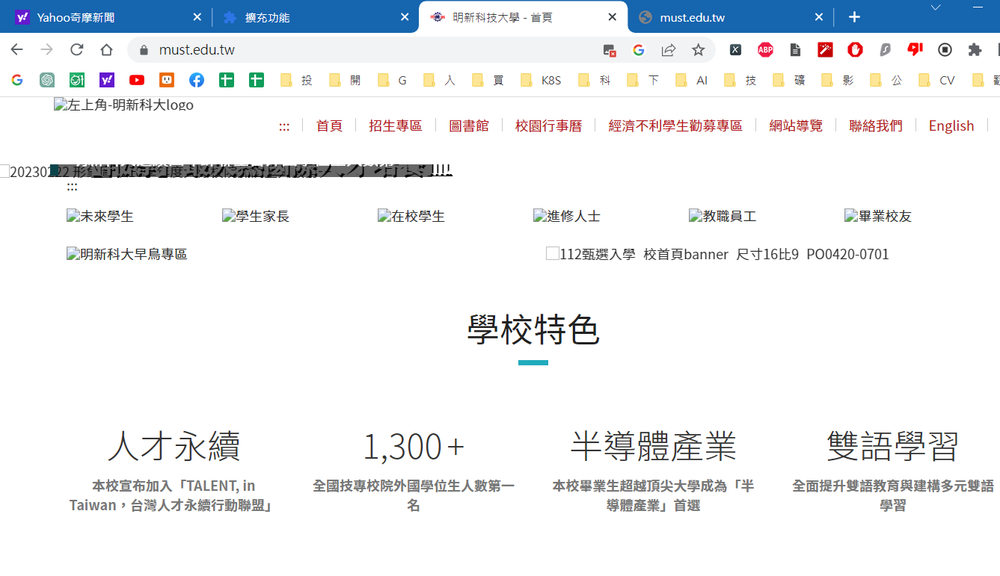 Yahoo奇摩新聞
擴充功能
明新科技大學 - 首頁
must.edu.tw
must.edu.tw
ABP
投 開 G 入 買 K8S 科 下 AI 技 礦 影 公 CV
左上角-明新科大logo
::: 首頁 招生專區 圖書館 校園行事曆 經濟不利學生勸募專區 網站導覽 聯絡我們 English
20230222
:::
未來學生 學生家長 在校學生 進修人士 教職員工 畢業校友
明新科大早鳥專區 112甄選入學 校首頁banner 尺寸16比9 PO0420-0701
學校特色
人才永續
本校宣布加入「TALENT, in
Taiwan，台灣人才永續行動聯盟」
1,300+
全國技專校院外國學位生人數第一
名
半導體產業
本校畢業生超越頂尖大學成為「半
導體產業」首選
雙語學習
全面提升雙語教育與建構多元雙語
學習